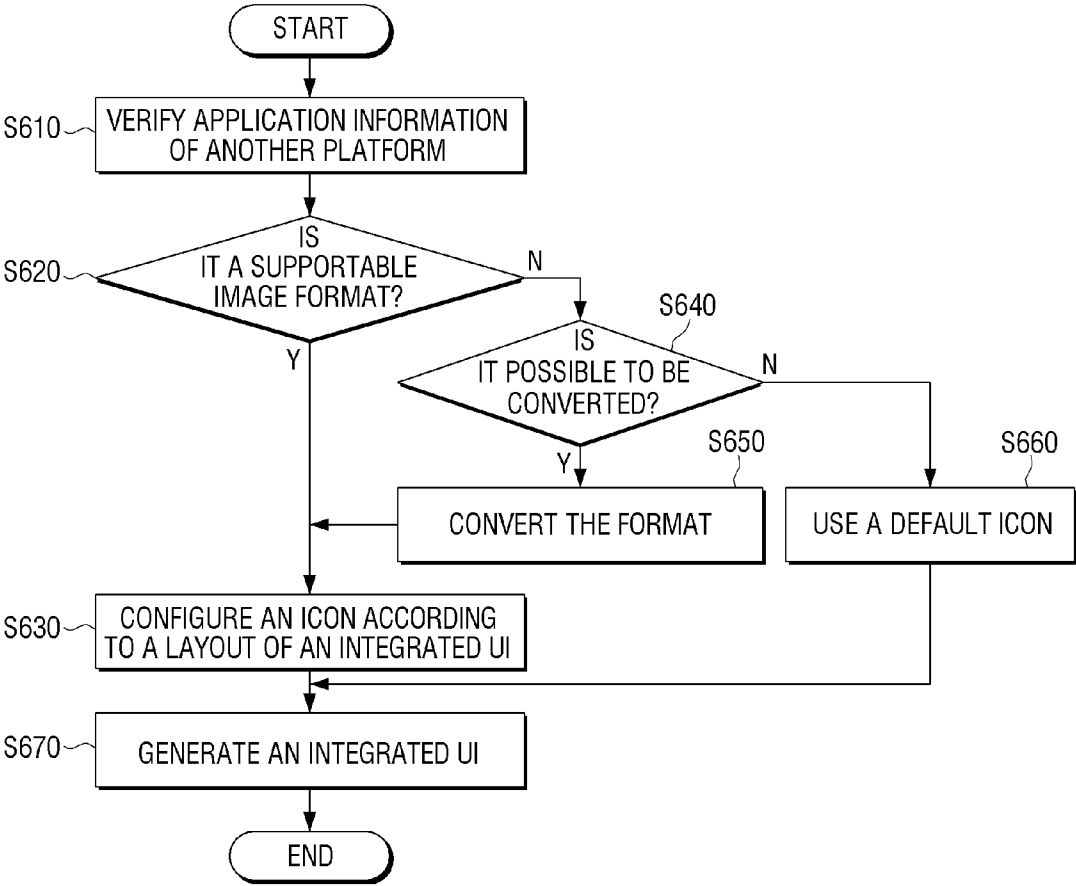 START
S610
VERIFY APPLICATION INFORMATION
OF ANOTHER PLATFORM
S620
IS
IT A SUPPORTABLE
IMAGE FORMAT?
N
Y
S640
IS
IT POSSIBLE TO BE
CONVERTED?
N
Y
S650
CONVERT THE FORMAT
S660
USE A DEFAULT ICON
S630
CONFIGURE AN ICON ACCORDING
TO A LAYOUT OF AN INTEGRATED UI
S670
GENERATE AN INTEGRATED UI
END